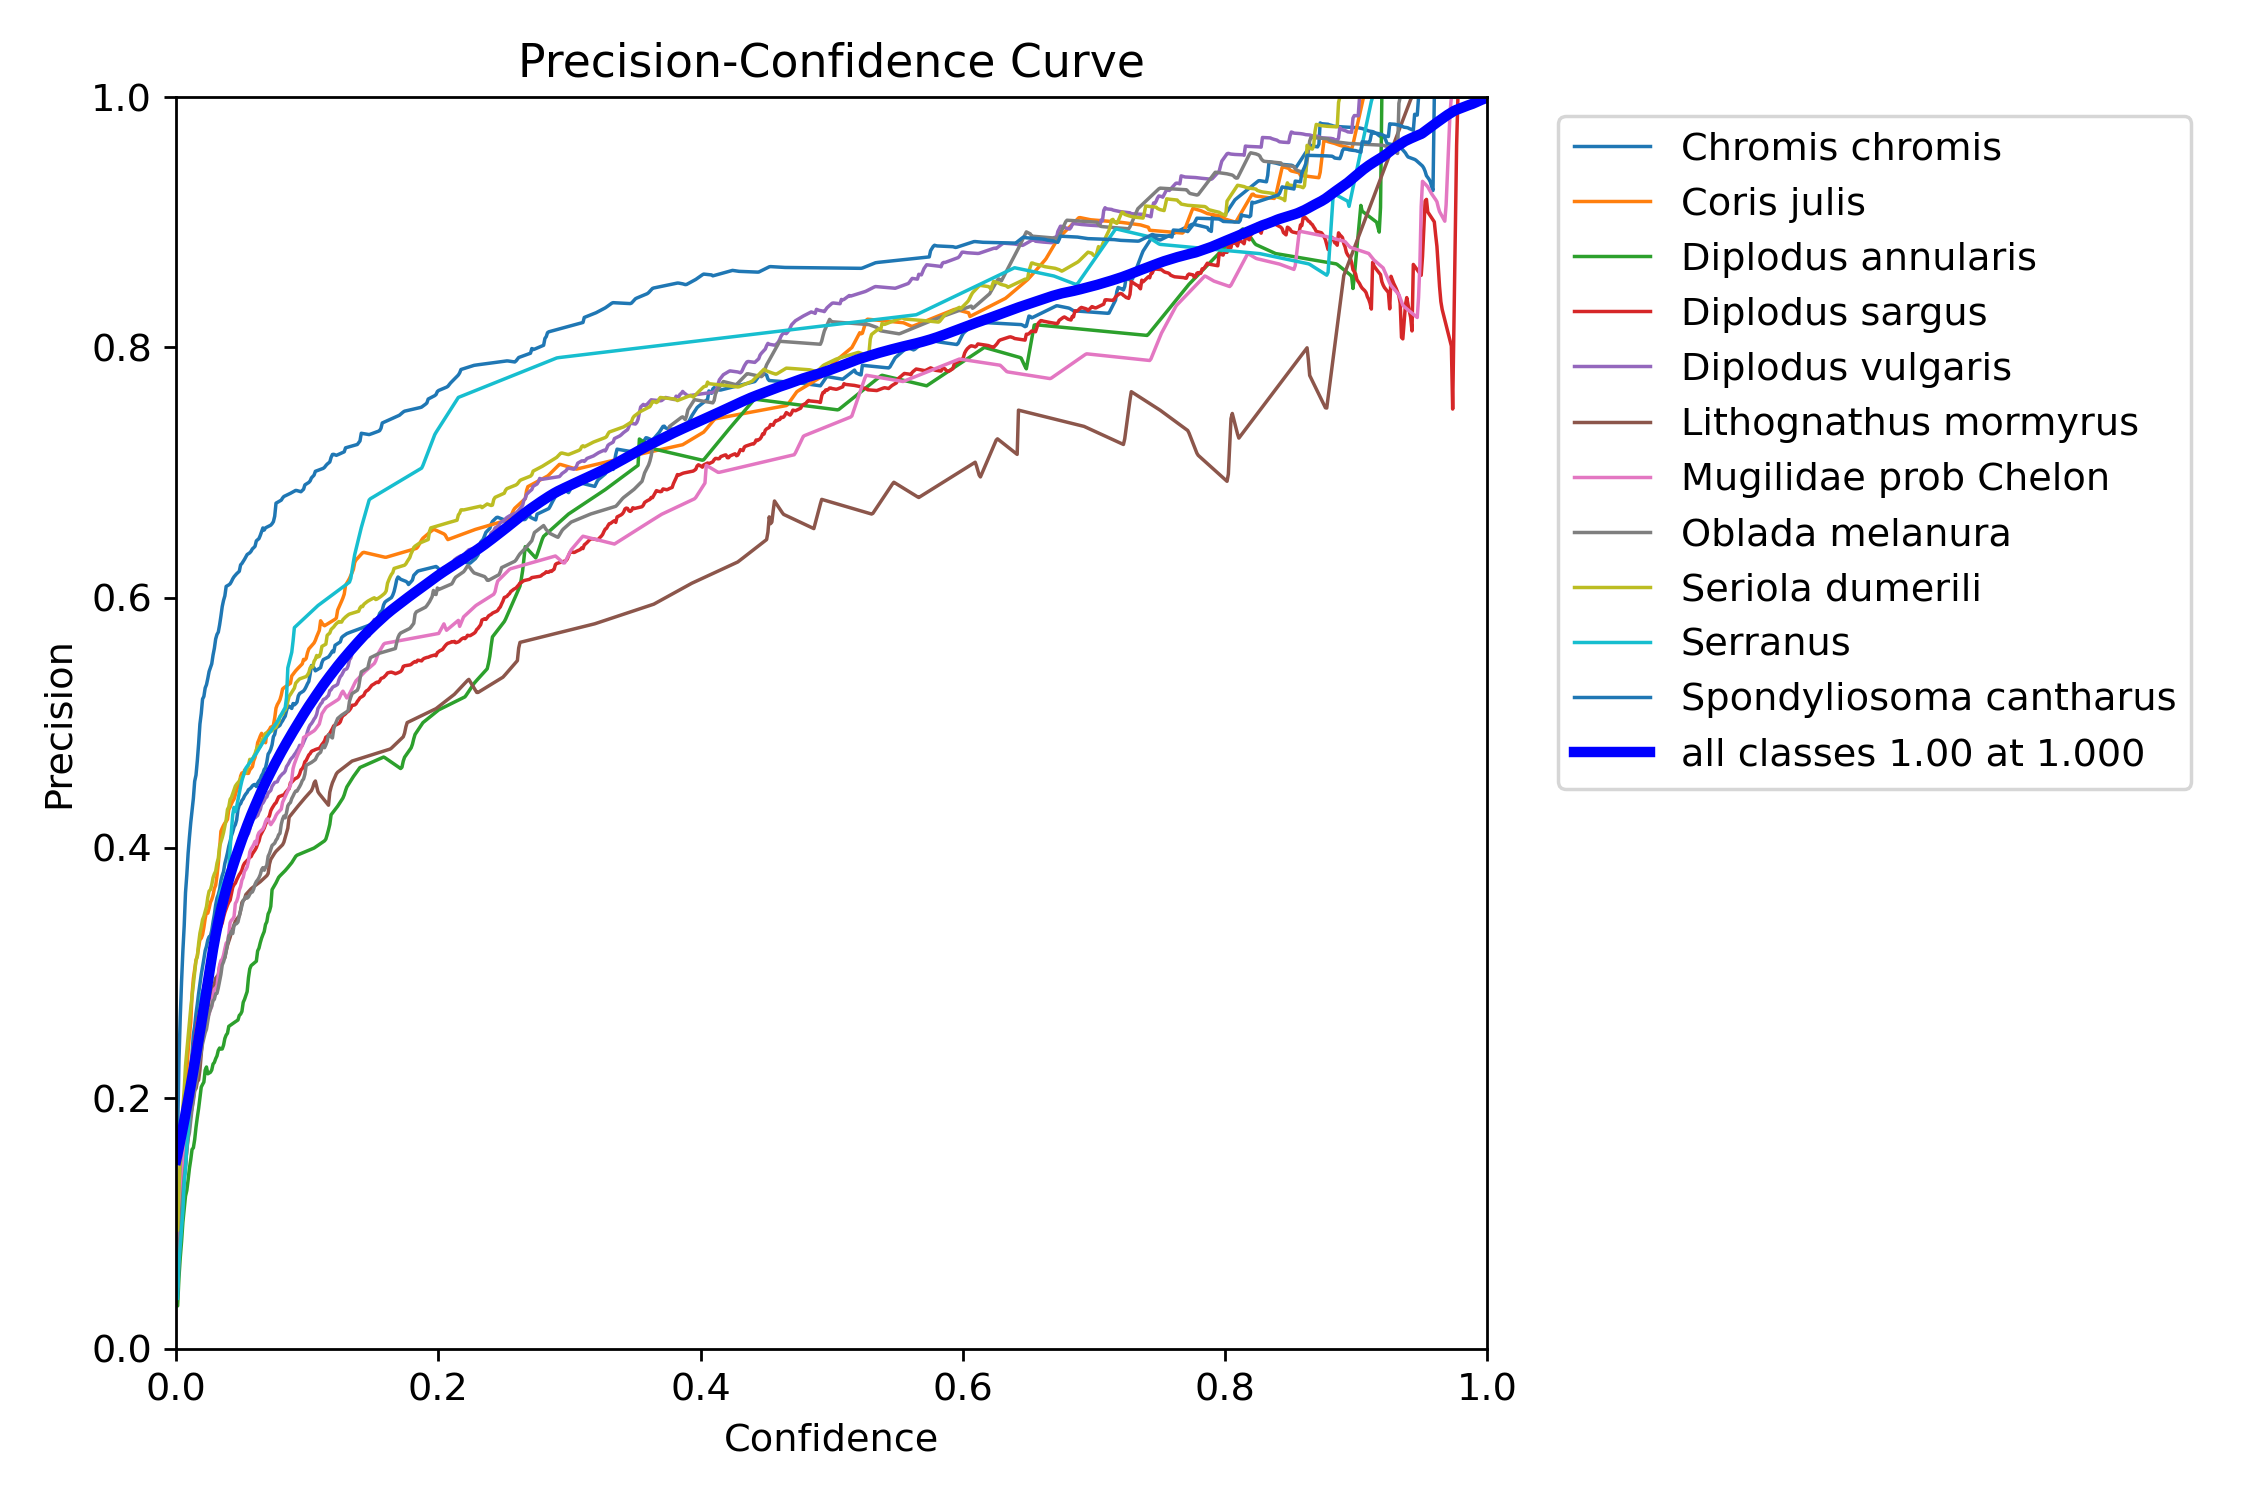 Precision-Confidence Curve
1.0
0.8
0.6
0.4
0.2
0.0
Precision
0.0 0.2 0.4 0.6 0.8 1.0
Confidence
Chromis chromis
Coris julis
Diplodus annularis
Diplodus sargus
Diplodus vulgaris
Lithognathus mormyrus
Mugilidae prob Chelon
Oblada melanura
Seriola dumerili
Serranus
Spondyliosoma cantharus
all classes 1.00 at 1.000